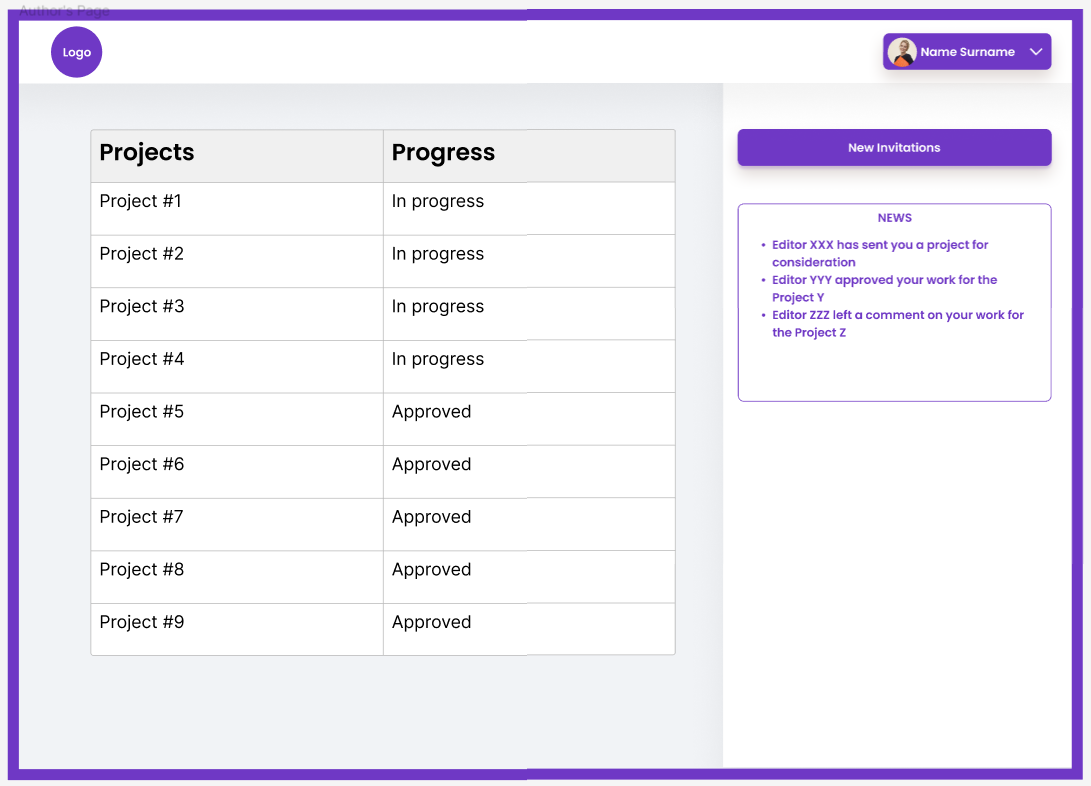 Author's Page
Logo
Name Surname
Projects
Progress
Project #1
In progress
Project #2
In progress
Project #3
In progress
Project #4
In progress
Project #5
Approved
Project #6
Approved
Project #7
Approved
Project #8
Approved
Project #9
Approved
New Invitations
NEWS
• Editor XXX has sent you a project for
consideration
• Editor YYY approved your work for the
Project Y
• Editor ZZZ left a comment on your work for
the Project Z